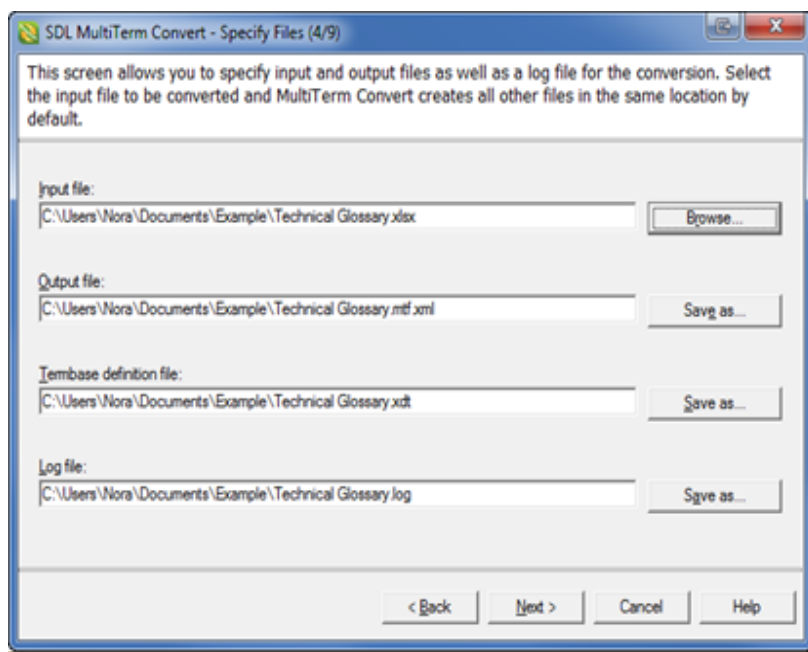 SDL MultiTerm Convert - Specify Files (4/9)
This screen allows you to specify input and output files as well as a log file for the conversion. Select
the input file to be converted and MultiTerm Convert creates all other files in the same location by
default.
Input file:
C:\Users\Nora\Documents\Example\Technical Glossary.xlsx
Browse...
Output file:
C:\Users\Nora\Documents\Example\Technical Glossary.mtf.xml
Save as...
Termbase definition file:
C:\Users\Nora\Documents\Example\Technical Glossary.xdt
Save as...
Log file:
C:\Users\Nora\Documents\Example\Technical Glossary.log
Save as...
< Back Next > Cancel Help